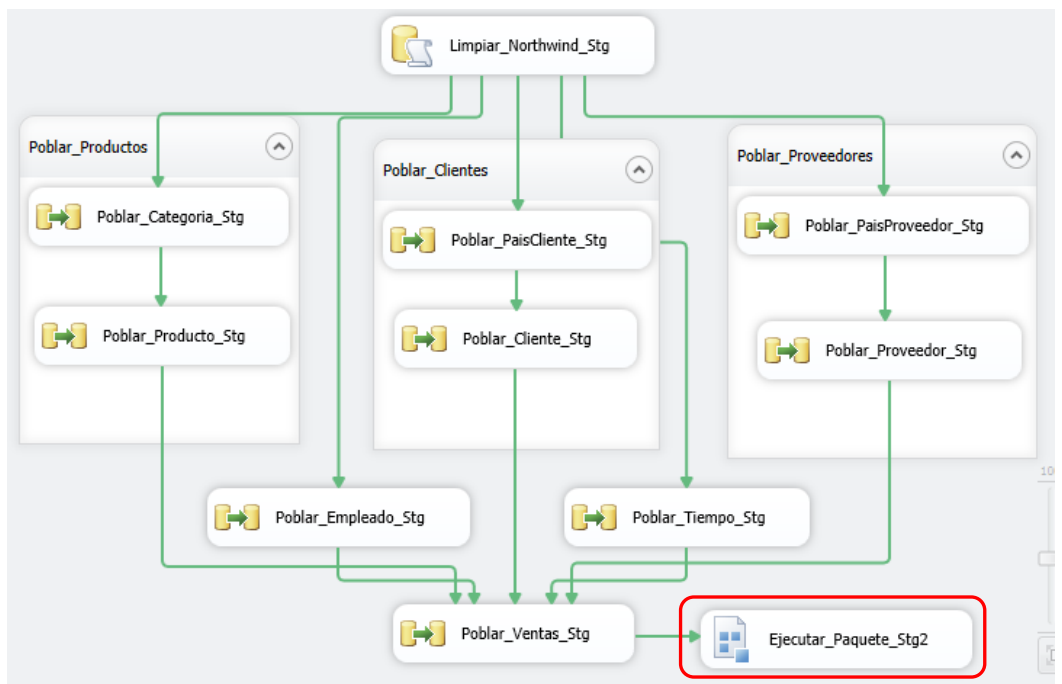 Limpiar_Northwind_Stg
Poblar_Productos
Poblar_Categoria_Stg
Poblar_Producto_Stg
Poblar_Clientes
Poblar_PaisCliente_Stg
Poblar_Cliente_Stg
Poblar_Proveedores
Poblar_PaisProveedor_Stg
Poblar_Proveedor_Stg
Poblar_Empleado_Stg
Poblar_Tiempo_Stg
Poblar_Ventas_Stg
Ejecutar_Paquete_Stg2